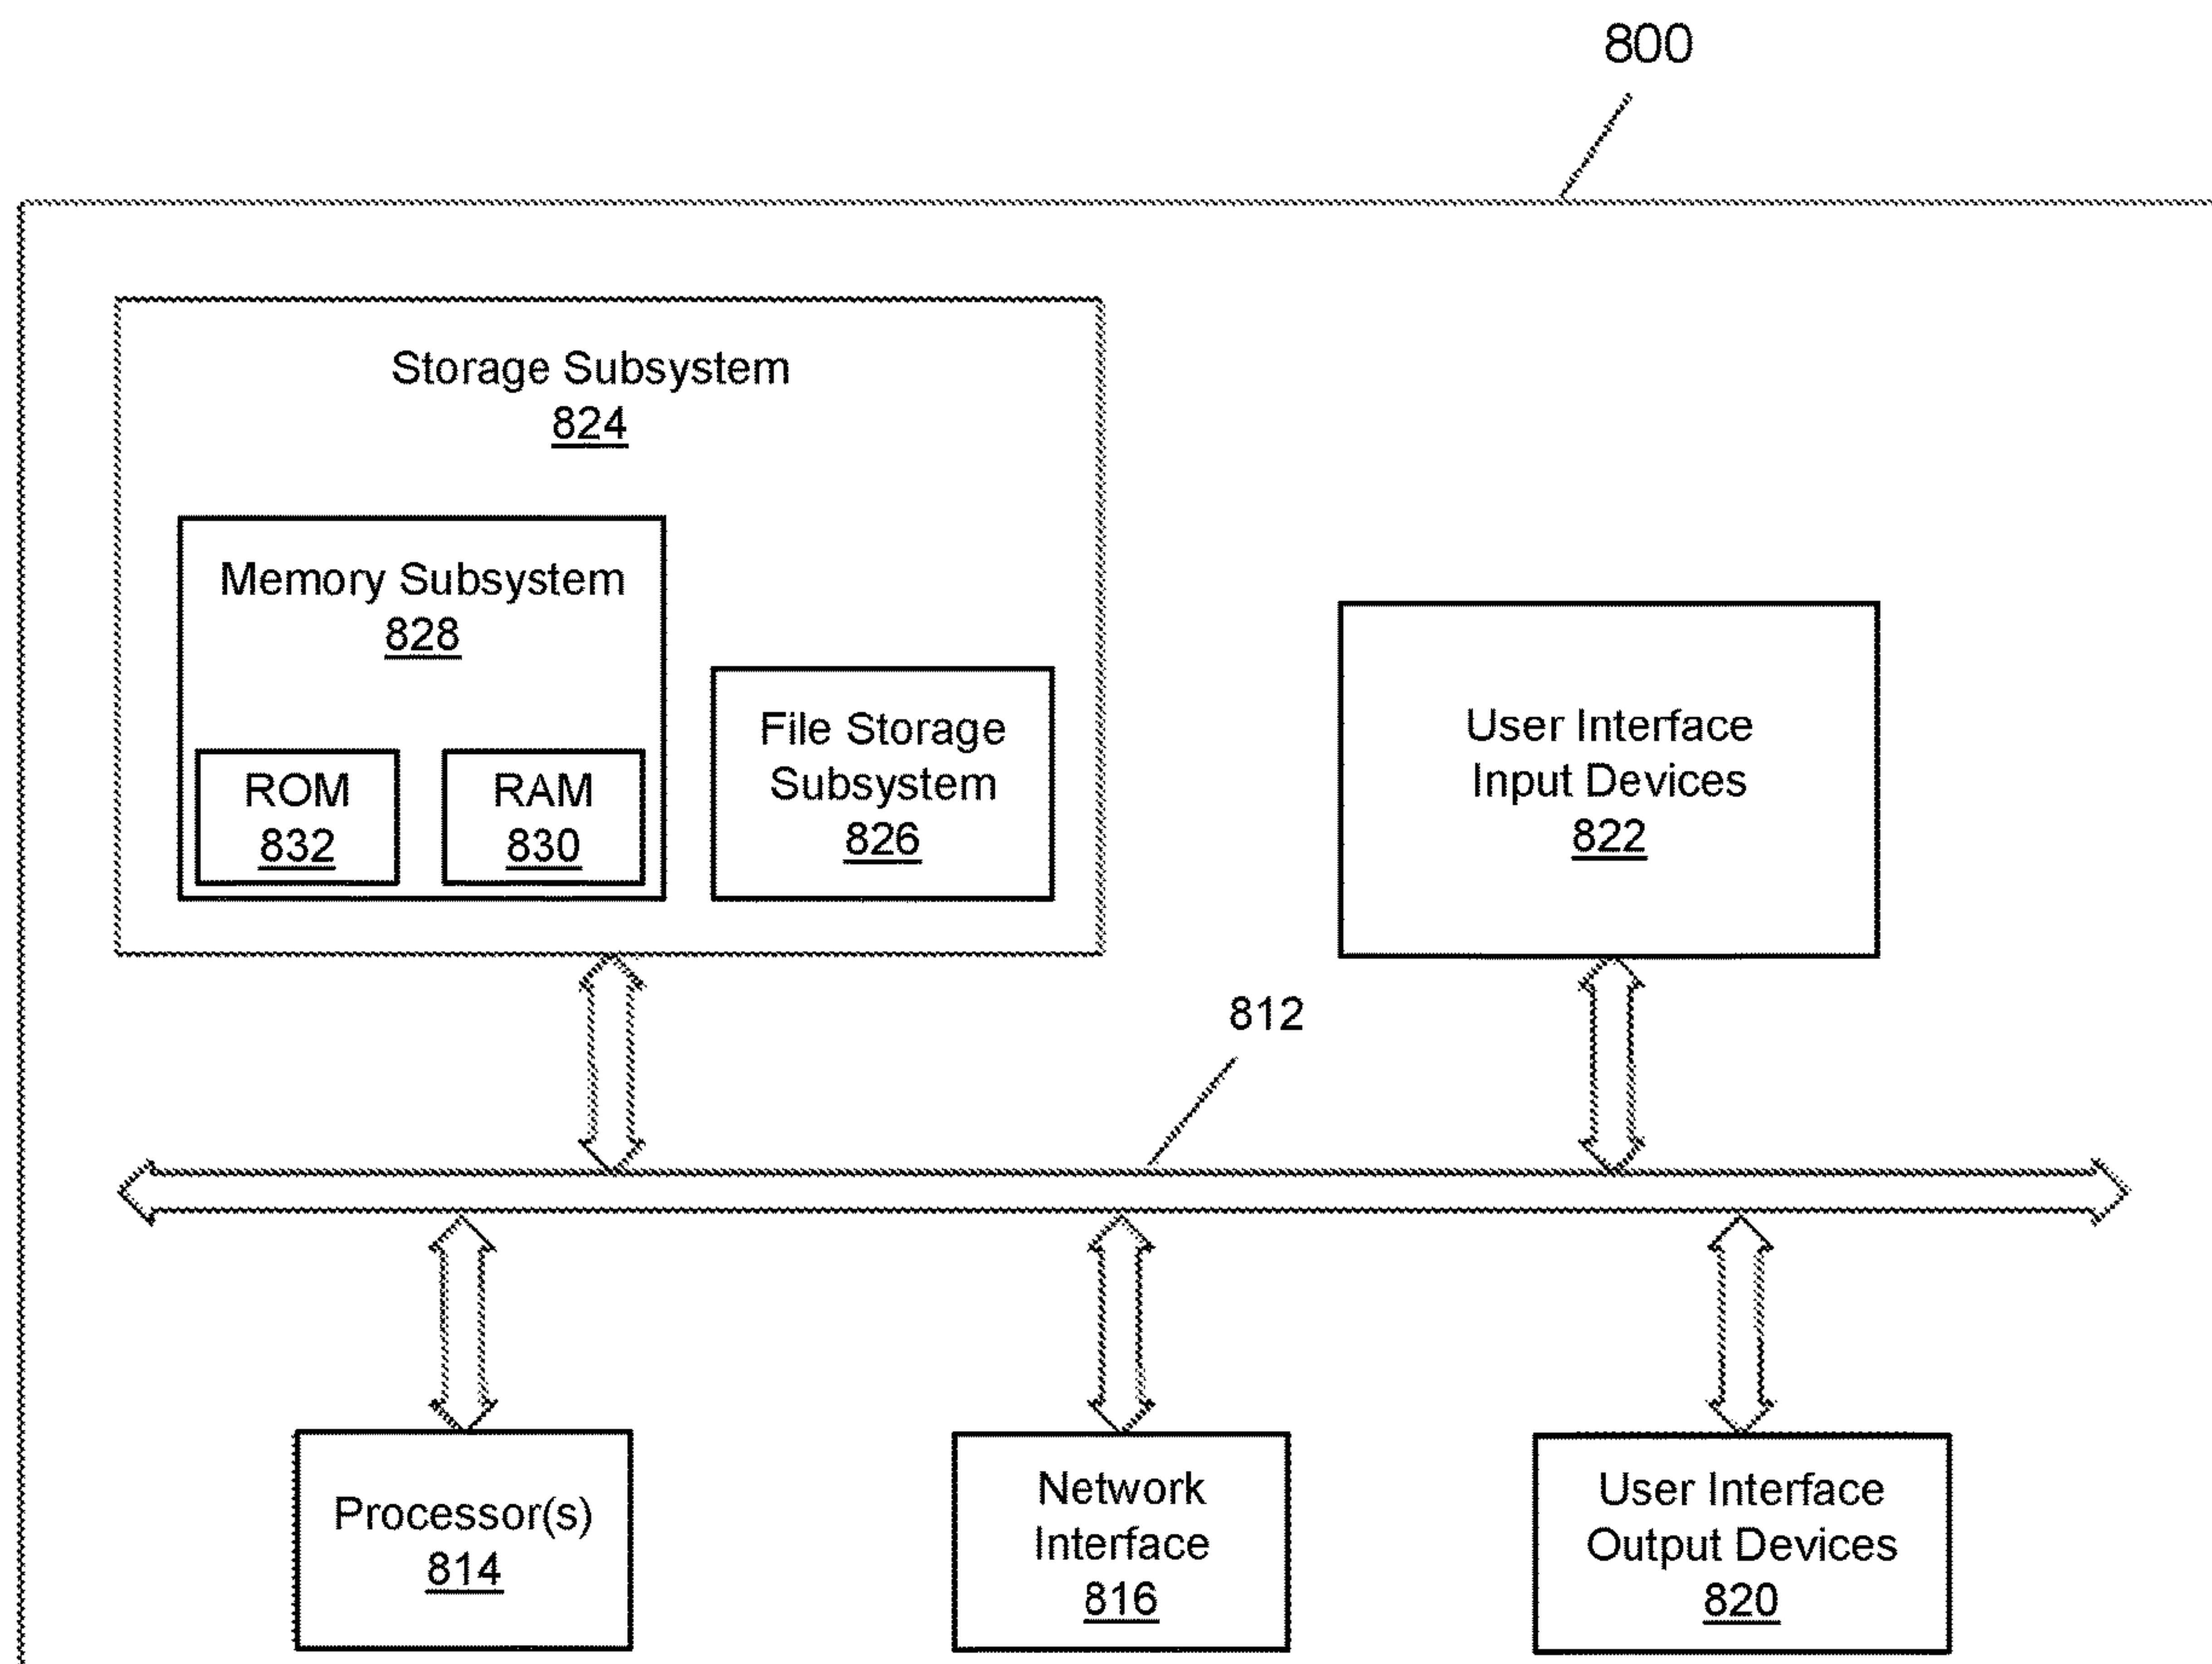 800
Storage Subsystem
824
Memory Subsystem
828
ROM
832
RAM
830
File Storage
Subsystem
826
User Interface
Input Devices
822
812
Processor(s)
814
Network
Interface
816
User Interface
Output Devices
820